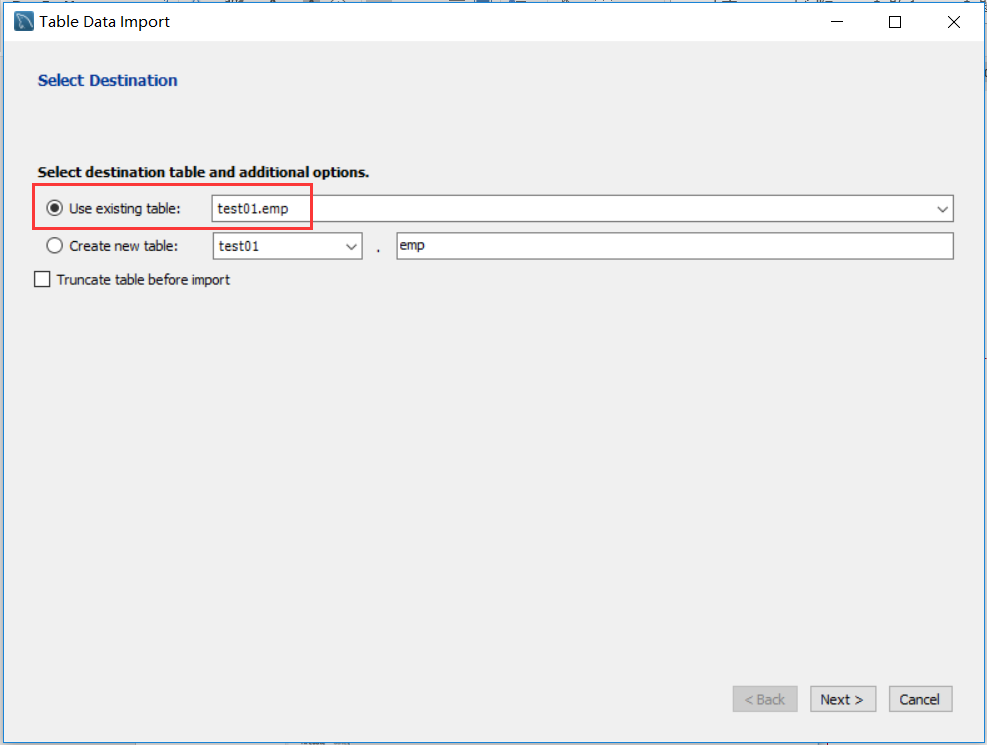 Table Data Import
Select Destination
Select destination table and additional options.
Use existing table: test01.emp
Create new table: test01 . emp
Truncate table before import
< Back Next > Cancel